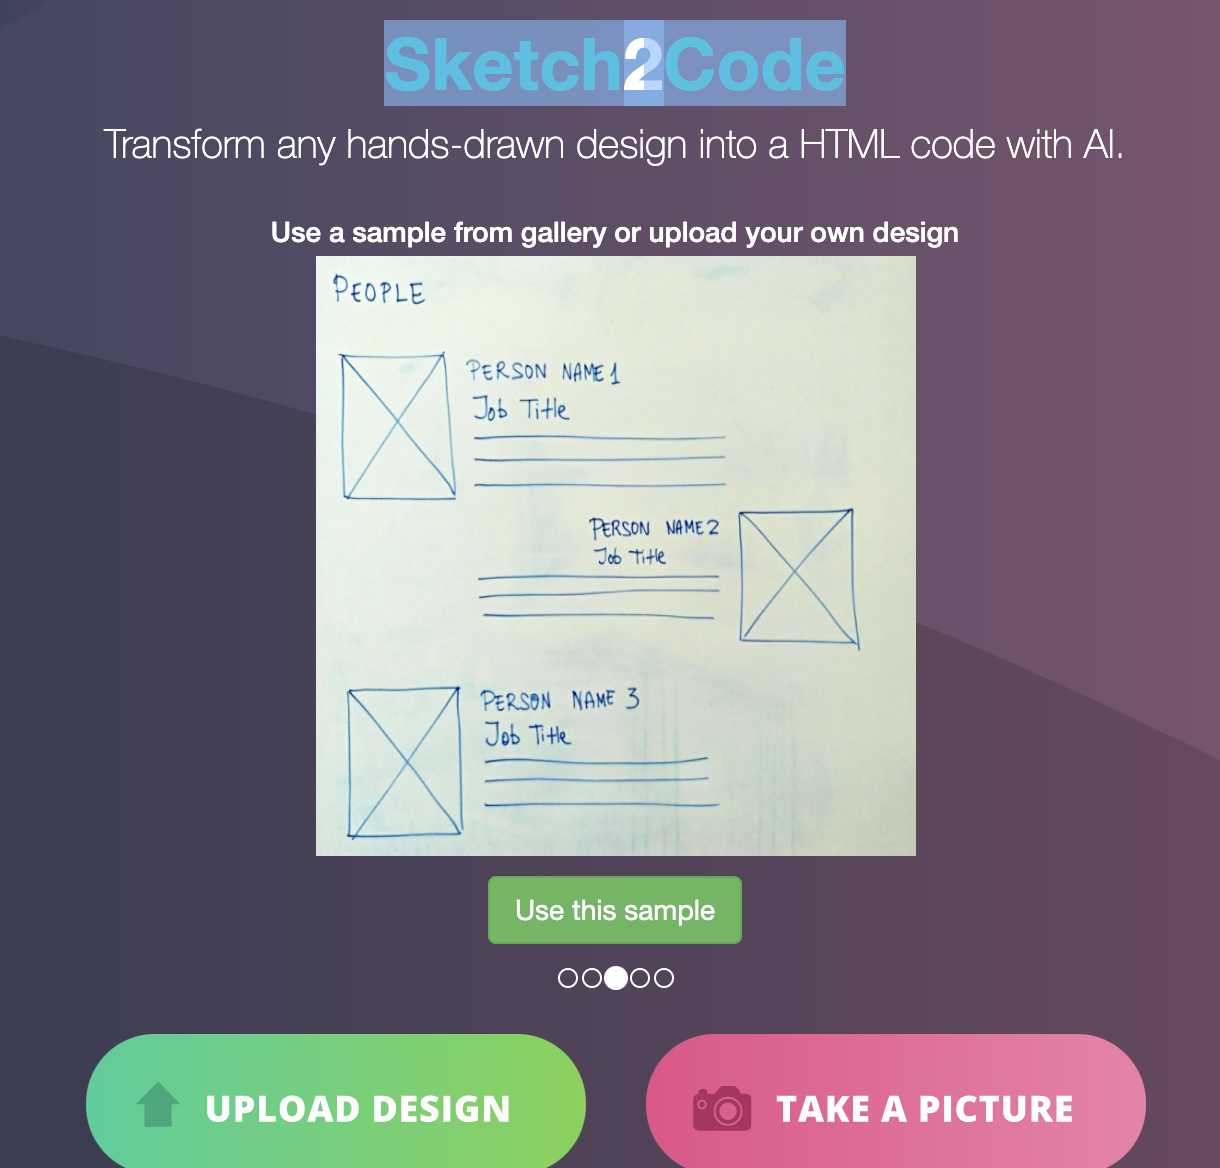 Sketch2Code
Transform any hands-drawn design into a HTML code with AI.
Use a sample from gallery or upload your own design
PEOPLE
PERSON NAME 1
Job Title
PERSON NAME 2
Job Title
PERSON NAME 3
Job Title
Use this sample
UPLOAD DESIGN
TAKE A PICTURE